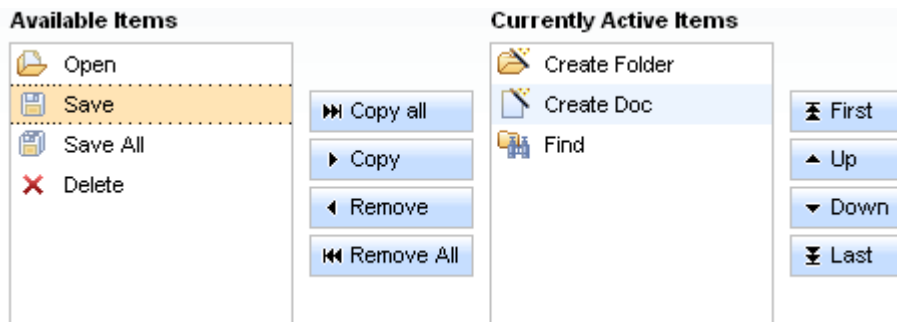 Available Items
Open
Save
Save All
Delete
Copy all
Copy
Remove
Remove All
Currently Active Items
Create Folder
Create Doc
Find
First
Up
Down
Last